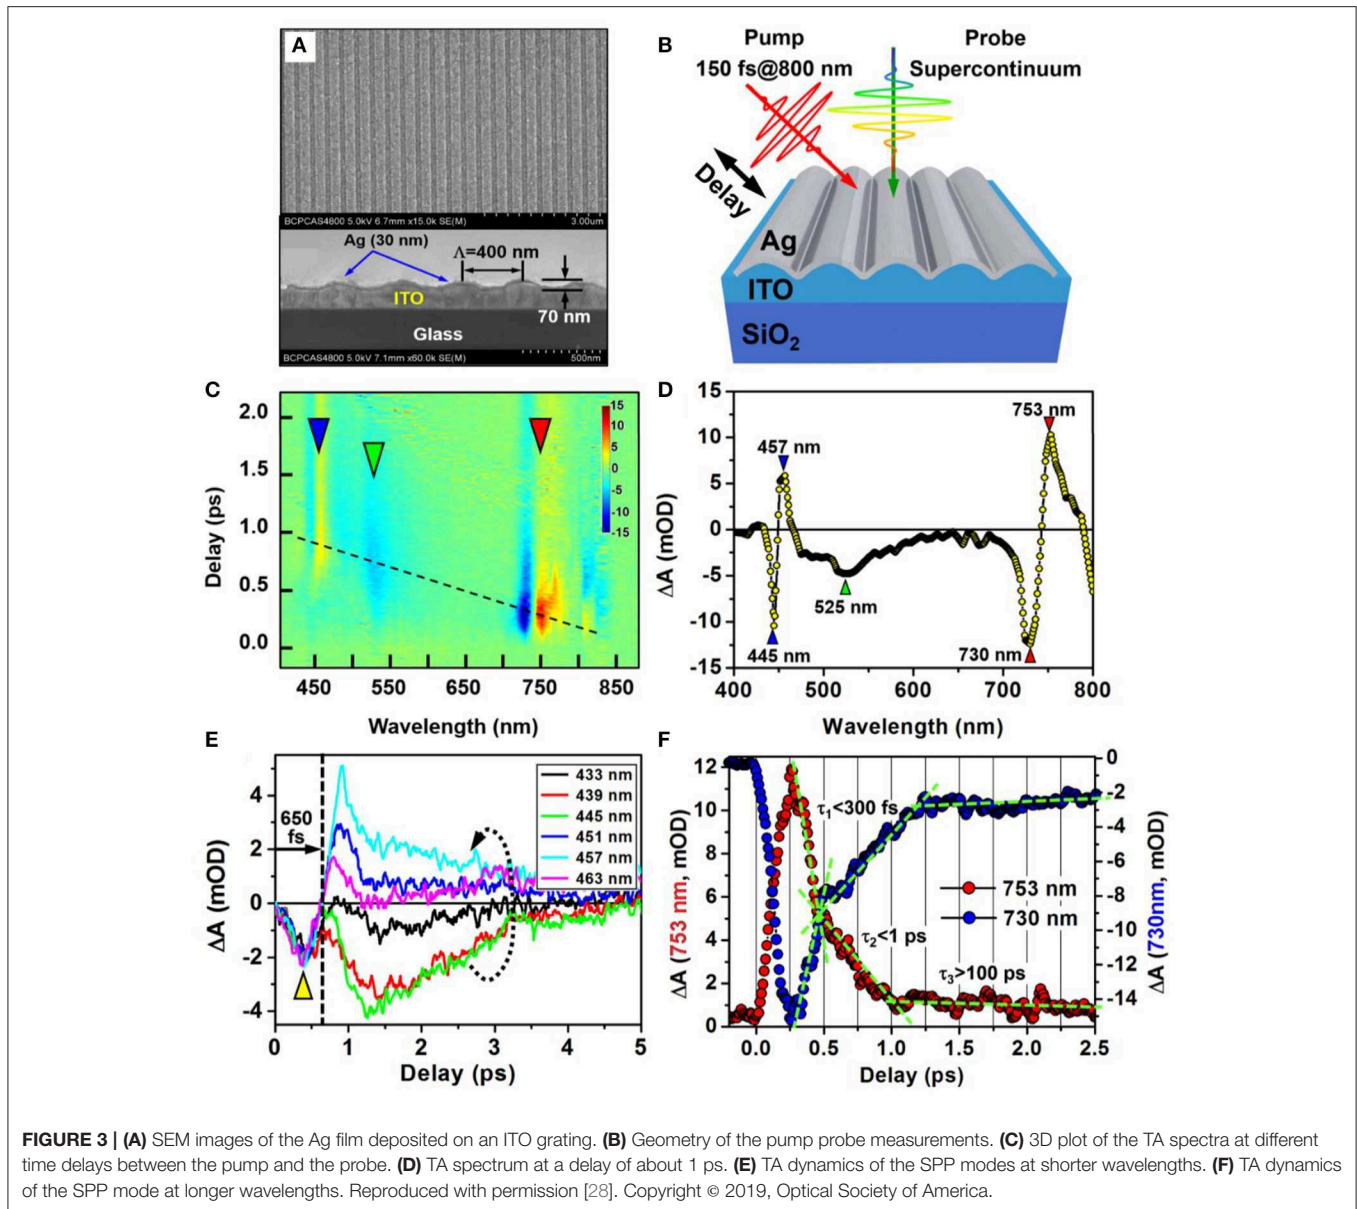 A
BCPCAS4800 5.0kV 6.7mm x15.0k SE(M)
3.00um
Ag (30 nm)
Λ=400 nm
ITO
70 nm
Glass
BCPCAS4800 5.0kV 7.1mm x60.0k SE(M)
500nm
B
Pump
150 fs@800 nm
Probe
Supercontinuum
Delay
Ag
ITO
SiO2
C
2.0
1.5
1.0
0.5
0.0
Delay (ps)
15
10
5
0
-5
-10
-15
450 550 650 750 850
Wavelength (nm)
D
15
10
5
0
-5
-10
-15
ΔA (mOD)
753 nm
457 nm
525 nm
445 nm
730 nm
400 500 600 700 800
Wavelength (nm)
E
4
2
0
-2
-4
ΔA (mOD)
650
fs
433 nm
439 nm
445 nm
451 nm
457 nm
463 nm
0 1 2 3 4 5
Delay (ps)
F
12
10
8
6
4
2
0
ΔA (753 nm, mOD)
τ1<300 fs
753 nm
730 nm
τ2<1 ps
τ3>100 ps
0
-2
-4
-6
-8
-10
-12
-14
ΔA (730nm, mOD)
0.0 0.5 1.0 1.5 2.0 2.5
Delay (ps)
FIGURE 3 | (A) SEM images of the Ag film deposited on an ITO grating. (B) Geometry of the pump probe measurements. (C) 3D plot of the TA spectra at different
time delays between the pump and the probe. (D) TA spectrum at a delay of about 1 ps. (E) TA dynamics of the SPP modes at shorter wavelengths. (F) TA dynamics
of the SPP mode at longer wavelengths. Reproduced with permission [28]. Copyright © 2019, Optical Society of America.